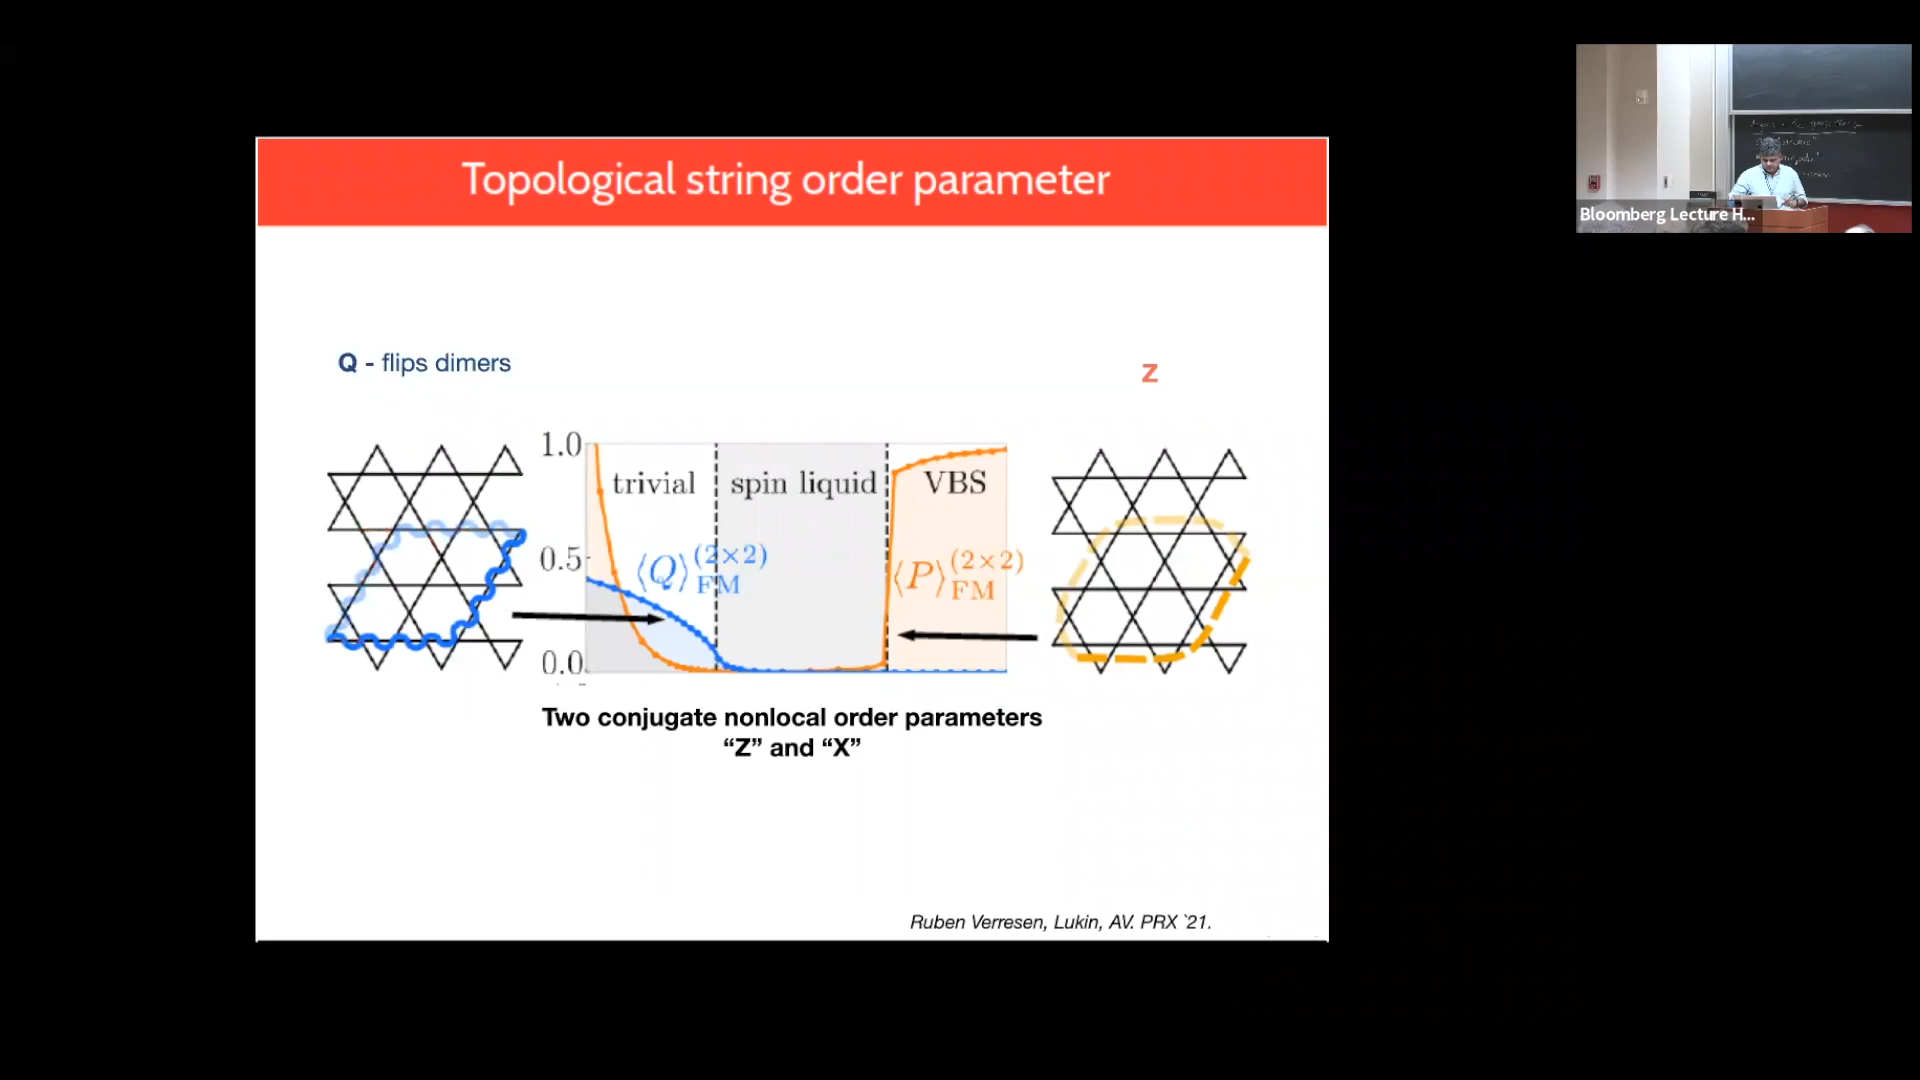 Topological string order parameter
Q - flips dimers
Z
1.0
0.5
0.0
trivial
spin liquid
VBS
⟨Q⟩FM(2×2)
⟨P⟩FM(2×2)
Two conjugate nonlocal order parameters
“Z” and “X”
Ruben Verresen, Lukin, AV. PRX `21.
Bloomberg Lecture H...